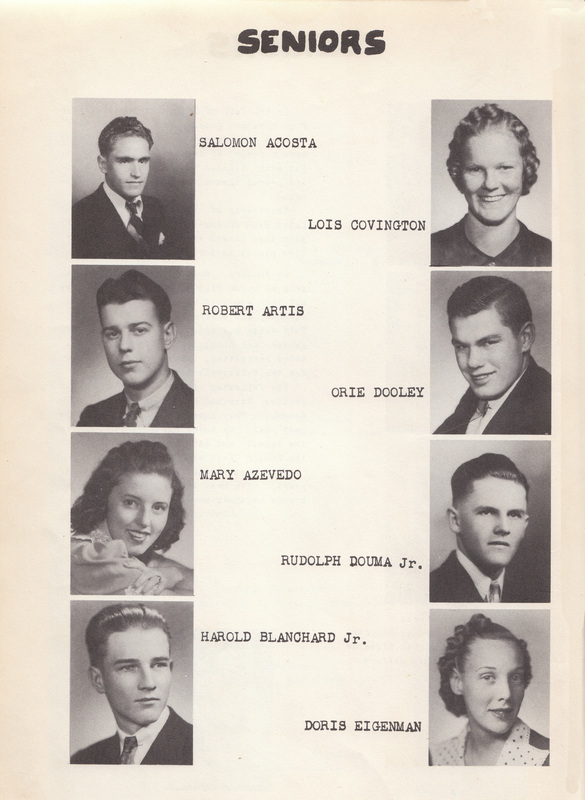 SENIORS
SALOMON ACOSTA
LOIS COVINGTON
ROBERT ARTIS
ORIE DOOLEY
MARY AZEVEDO
RUDOLPH DOUMA Jr.
HAROLD BLANCHARD Jr.
DORIS EIGENMAN